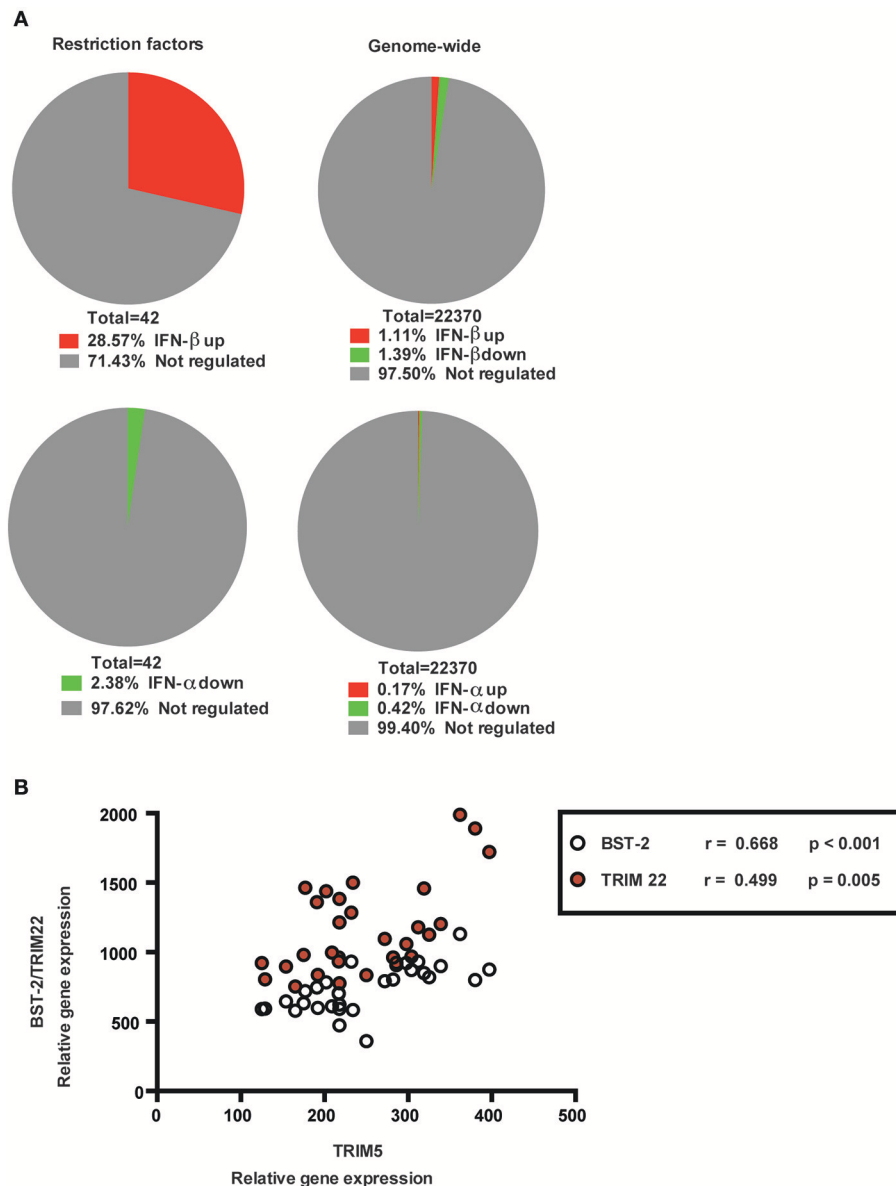 A
Restriction factors
Genome-wide
Total=42
28.57% IFN-β up
71.43% Not regulated
Total=22370
1.11% IFN-β up
1.39% IFN-βdown
97.50% Not regulated
Total=42
2.38% IFN-α down
97.62% Not regulated
Total=22370
0.17% IFN-α up
0.42% IFN-α down
99.40% Not regulated
B
BST-2/TRIM22
Relative gene expression
2000
1500
1000
500
0
0 100 200 300 400 500
TRIM5
Relative gene expression
BST-2 r = 0.668 p < 0.001
TRIM 22 r = 0.499 p = 0.005